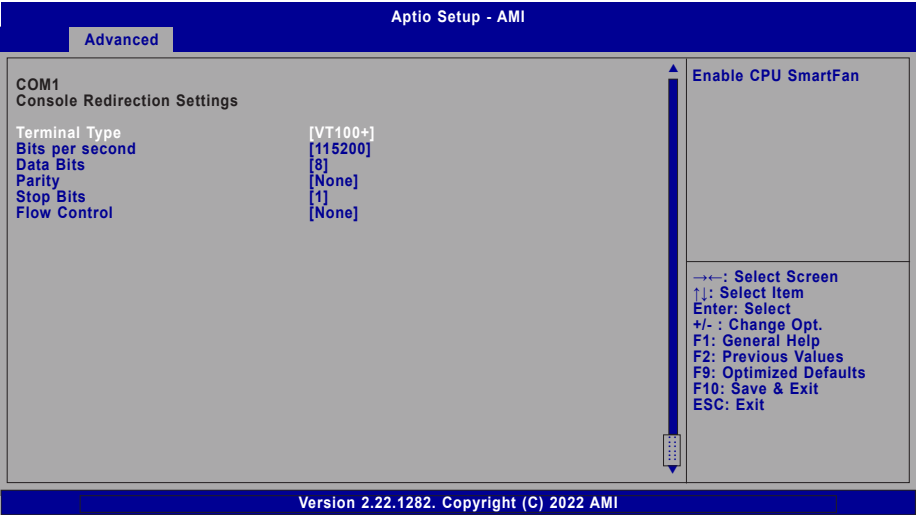 Aptio Setup - AMI
Advanced
COM1
Console Redirection Settings
Terminal Type [VT100+]
Bits per second [115200]
Data Bits [8]
Parity [None]
Stop Bits [1]
Flow Control [None]
Enable CPU SmartFan
→←: Select Screen
↑↓: Select Item
Enter: Select
+/- : Change Opt.
F1: General Help
F2: Previous Values
F9: Optimized Defaults
F10: Save & Exit
ESC: Exit
Version 2.22.1282. Copyright (C) 2022 AMI